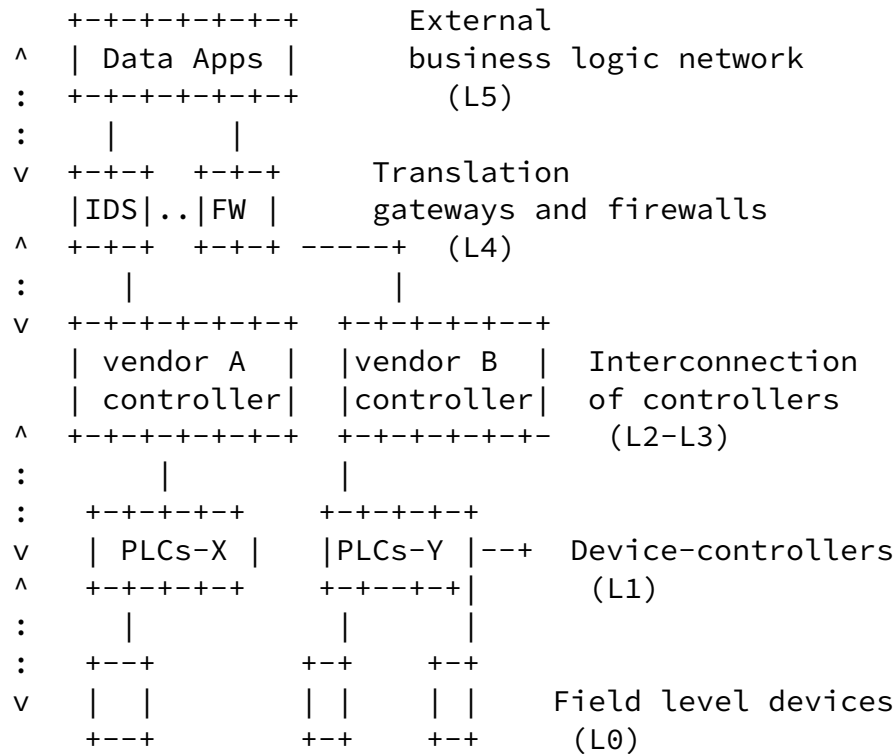 +-+-+-+-+-+-+      External
^  | Data Apps |      business logic network
:  +-+-+-+-+-+-+        (L5)
:     |      |
v  +-+-+  +-+-+     Translation
   |IDS|..|FW |     gateways and firewalls
^  +-+-+  +-+-+ -----+  (L4)
:      |             |
v  +-+-+-+-+-+-+  +-+-+-+-+--+
   | vendor A  |  |vendor B  |  Interconnection
   | controller|  |controller|  of controllers
^  +-+-+-+-+-+-+  +-+-+-+-+-+-   (L2-L3)
:        |        |
:   +-+-+-+-+    +-+-+-+-+
v   | PLCs-X |   |PLCs-Y |--+  Device-controllers
^   +-+-+-+-+    +-+--+-+|      (L1)
:      |          |      |
:   +--+        +-+    +-+
v   |  |        | |    | |    Field level devices
    +--+        +-+    +-+     (L0)